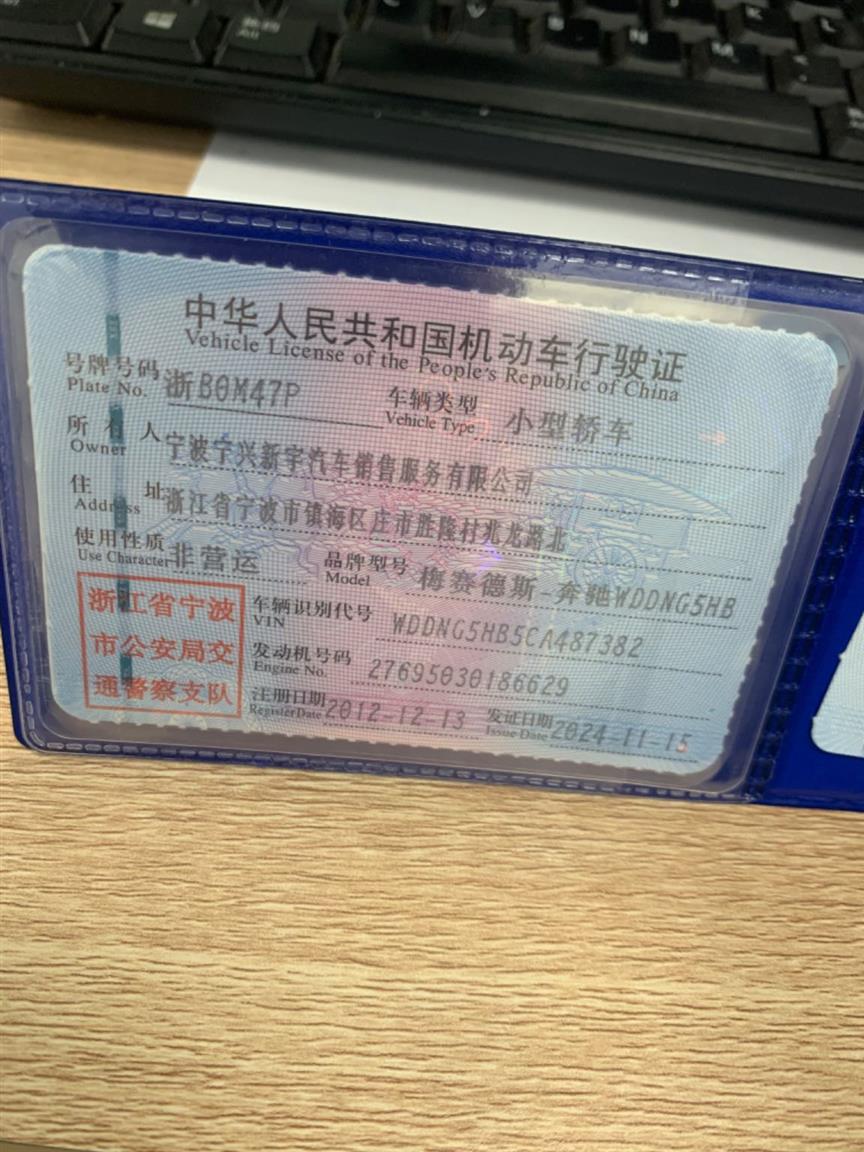 中华人民共和国机动车行驶证
Vehicle License of the People's Republic of China
号牌号码 浙B0M47P 车辆类型 小型轿车
Plate No. Vehicle Type
所有人 宁波宁兴新宇汽车销售服务有限公司
Owner
住址 浙江省宁波市镇海区庄市胜隆村兆龙路北
Address
使用性质 非营运 品牌型号 梅赛德斯-奔驰WDDNG5HB
Use Character Model
浙江省宁波
市公安局交
通警察支队
车辆识别代号 WDDNG5HB5CA487382
VIN
发动机号码 27695030186629
Engine No.
注册日期 2012-12-13 发证日期 2024-11-15
Register Date Issue Date